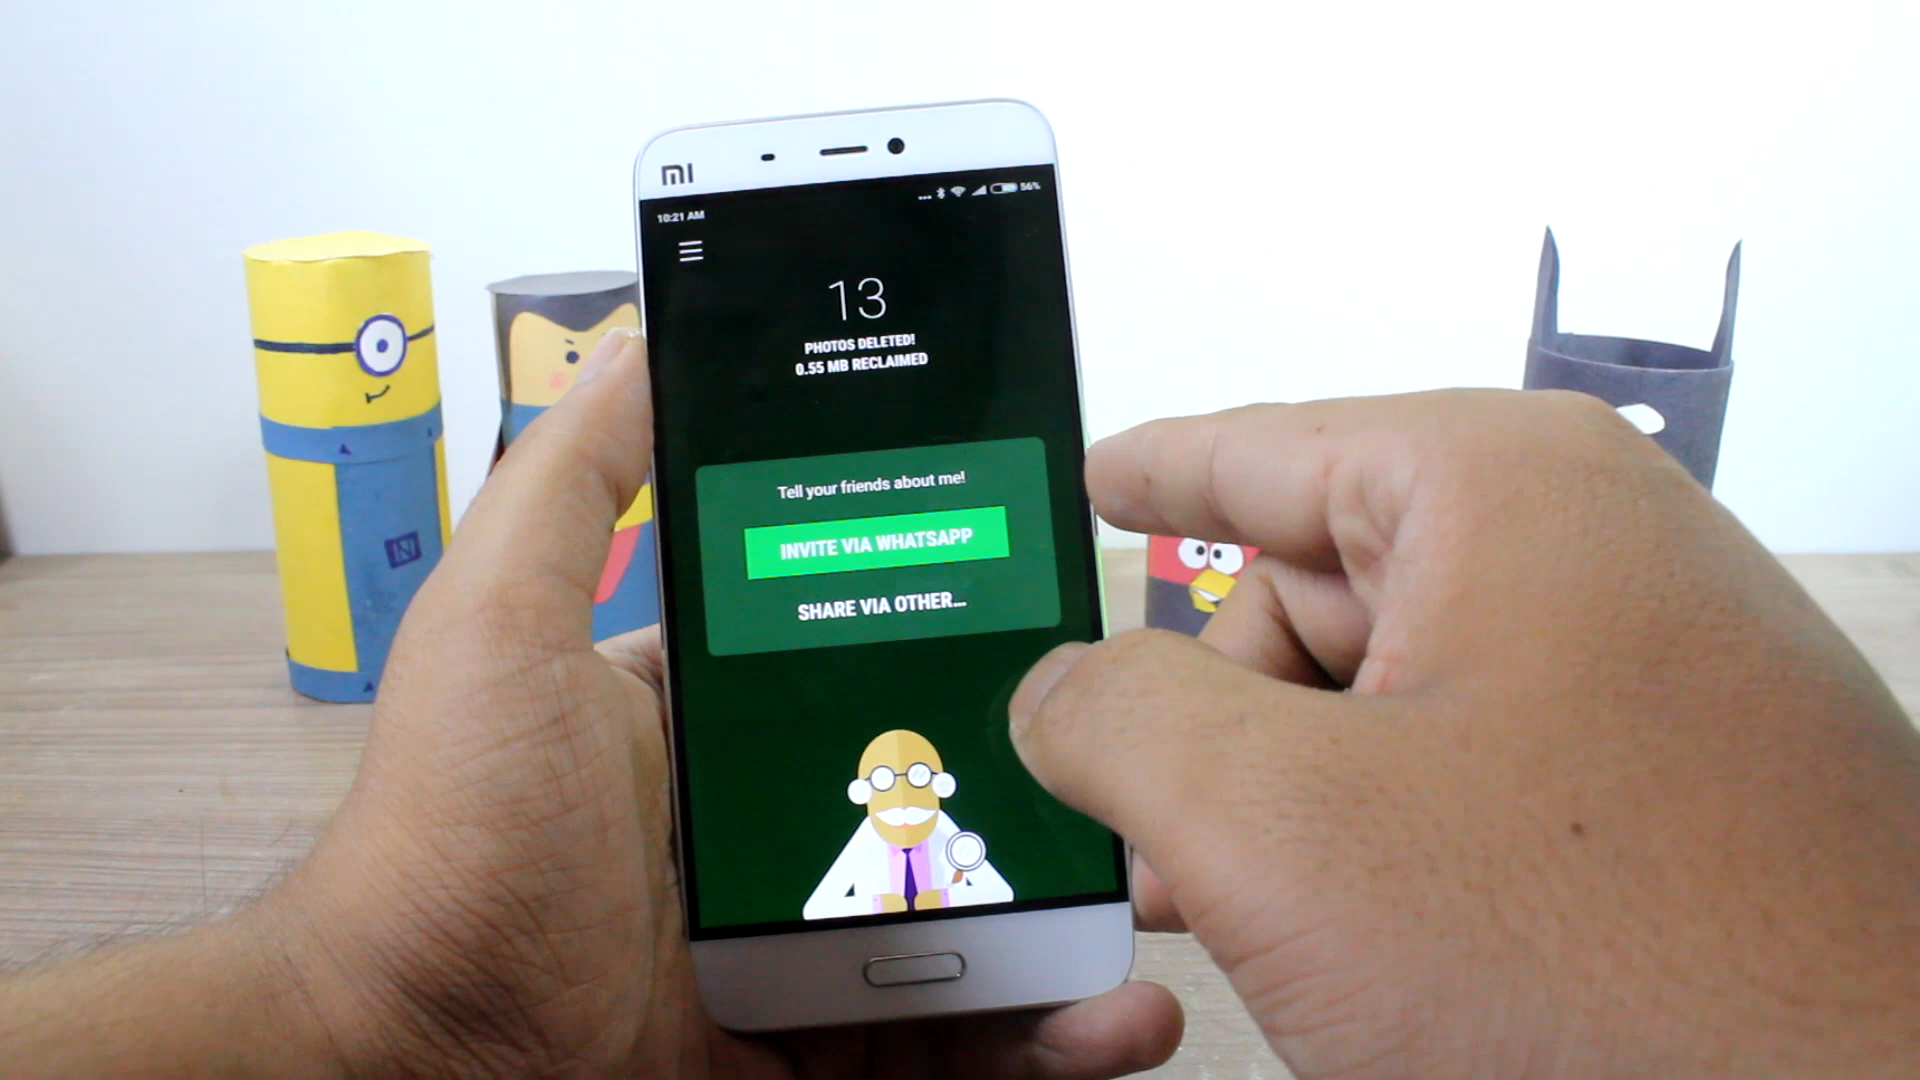 mi
56%
10:21 AM
13
PHOTOS DELETED!
0.55 MB RECLAIMED
Tell your friends about me!
INVITE VIA WHATSAPP
SHARE VIA OTHER...